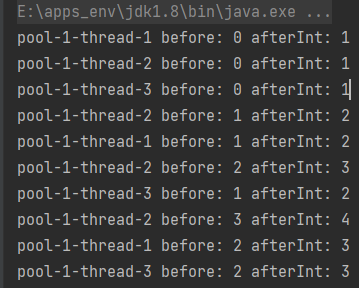 E:\apps_env\jdk1.8\bin\java.exe ...
pool-1-thread-1 before: 0 afterInt: 1
pool-1-thread-2 before: 0 afterInt: 1
pool-1-thread-3 before: 0 afterInt: 1
pool-1-thread-2 before: 1 afterInt: 2
pool-1-thread-1 before: 1 afterInt: 2
pool-1-thread-2 before: 2 afterInt: 3
pool-1-thread-3 before: 1 afterInt: 2
pool-1-thread-2 before: 3 afterInt: 4
pool-1-thread-1 before: 2 afterInt: 3
pool-1-thread-3 before: 2 afterInt: 3